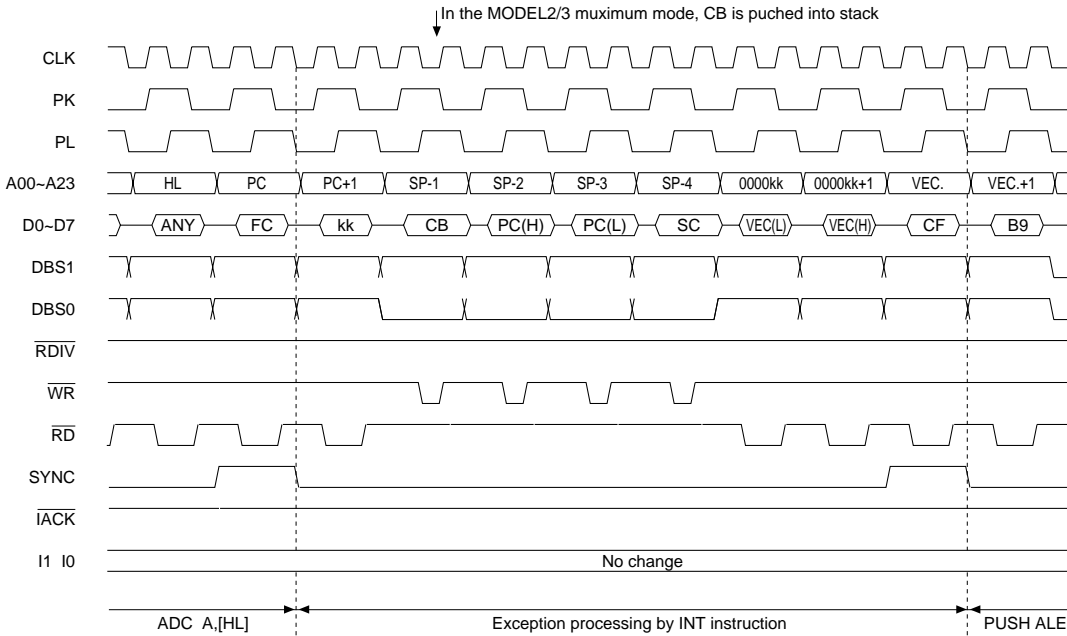 In the MODEL2/3 muximum mode, CB is puched into stack
CLK
PK
PL
A00~A23 HL PC PC+1 SP-1 SP-2 SP-3 SP-4 0000kk 0000kk+1 VEC. VEC.+1
D0~D7 ANY FC kk CB PC(H) PC(L) SC VEC(L) VEC(H) CF B9
DBS1
DBS0
RDIV
WR
RD
SYNC
IACK
I1 I0 No change
ADC A,[HL] Exception processing by INT instruction PUSH ALE